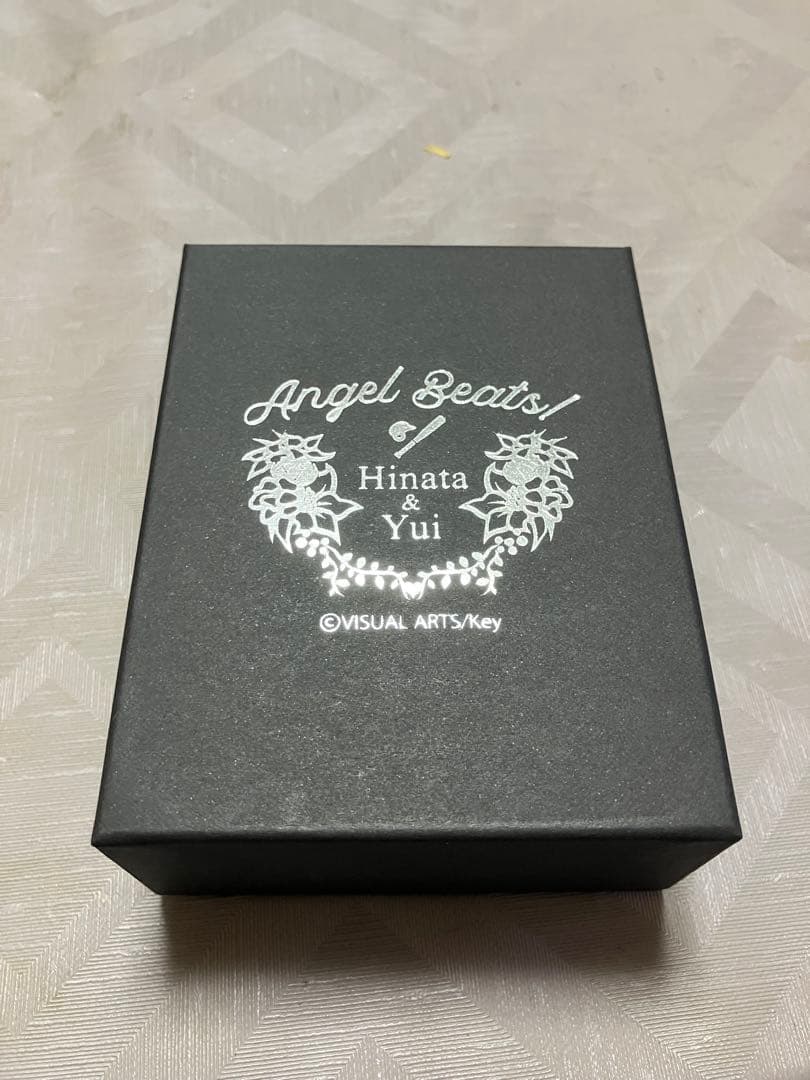 Angel Beats!
Hinata
&
Yui
©VISUAL ARTS/Key